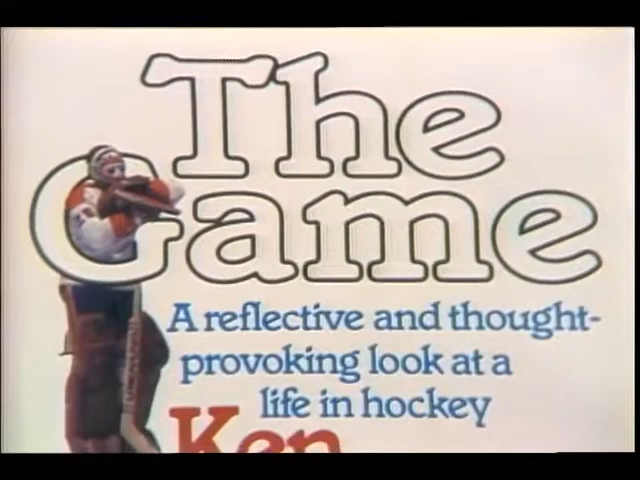 The
Game
A reflective and thought-
provoking look at a
life in hockey
Ken